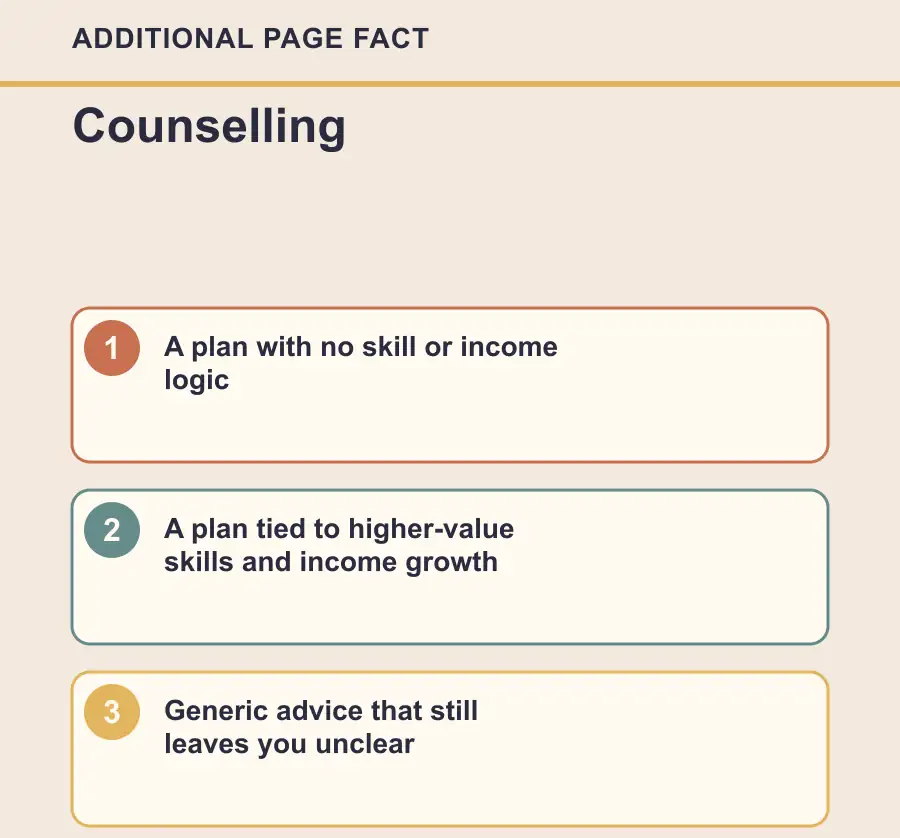 ADDITIONAL PAGE FACT
Counselling
1
A plan with no skill or income
logic
2
A plan tied to higher-value
skills and income growth
3
Generic advice that still
leaves you unclear